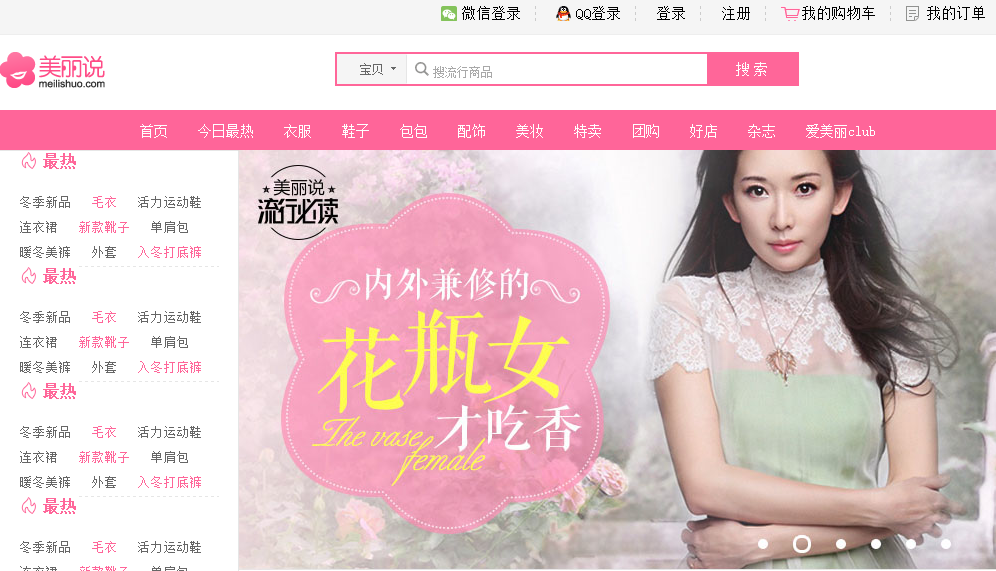 微信登录 QQ登录 登录 注册 我的购物车 我的订单
美丽说
meilishuo.com
宝贝 搜流行商品 搜索
首页 今日最热 衣服 鞋子 包包 配饰 美妆 特卖 团购 好店 杂志 爱美丽club
最热
冬季新品 毛衣 活力运动鞋
连衣裙 新款靴子 单肩包
暖冬美裤 外套 入冬打底裤
最热
冬季新品 毛衣 活力运动鞋
连衣裙 新款靴子 单肩包
暖冬美裤 外套 入冬打底裤
最热
冬季新品 毛衣 活力运动鞋
连衣裙 新款靴子 单肩包
暖冬美裤 外套 入冬打底裤
最热
冬季新品 毛衣 活力运动鞋
连衣裙 新款靴子 单肩包
美丽说
流行必读
内外兼修的
花瓶女
才吃香
The vase
female